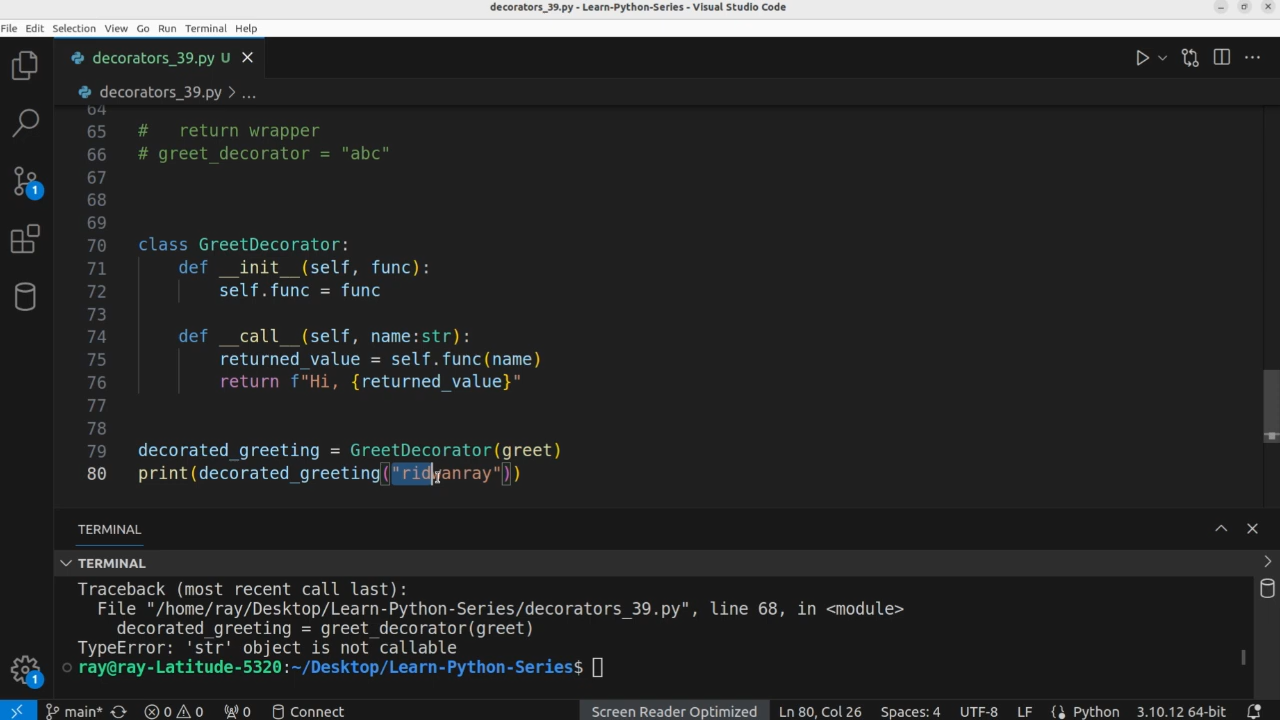 decorators_39.py - Learn-Python-Series - Visual Studio Code
File Edit Selection View Go Run Terminal Help
decorators_39.py U
decorators_39.py > ...
64
65 #   return wrapper
66 # greet_decorator = "abc"
67
68
69
70 class GreetDecorator:
71     def __init__(self, func):
72         self.func = func
73
74     def __call__(self, name:str):
75         returned_value = self.func(name)
76         return f"Hi, {returned_value}"
77
78
79 decorated_greeting = GreetDecorator(greet)
80 print(decorated_greeting("ridwanray"))
TERMINAL
TERMINAL
Traceback (most recent call last):
  File "/home/ray/Desktop/Learn-Python-Series/decorators_39.py", line 68, in <module>
    decorated_greeting = greet_decorator(greet)
TypeError: 'str' object is not callable
ray@ray-Latitude-5320:~/Desktop/Learn-Python-Series$
1
1
main* 0 0 0 Connect Screen Reader Optimized Ln 80, Col 26 Spaces: 4 UTF-8 LF Python 3.10.12 64-bit